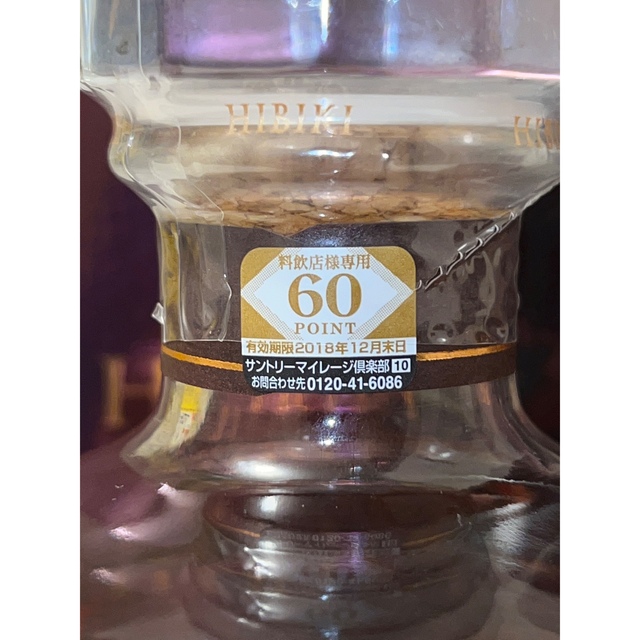 HIBIKI
料飲店様専用
60
POINT
有効期限2018年12月末日
サントリーマイレージ倶楽部 10
お問合わせ先 0120-41-6086